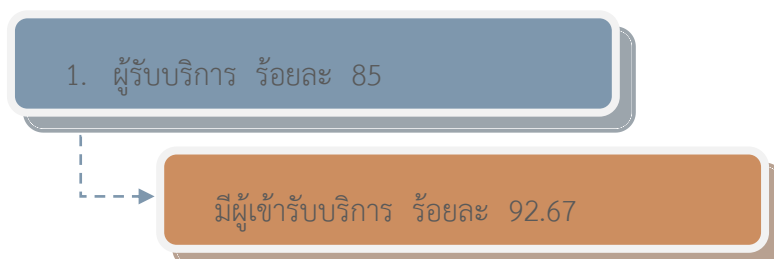 1. ผู้รับบริการ ร้อยละ 85
มีผู้เข้ารับบริการ ร้อยละ 92.67